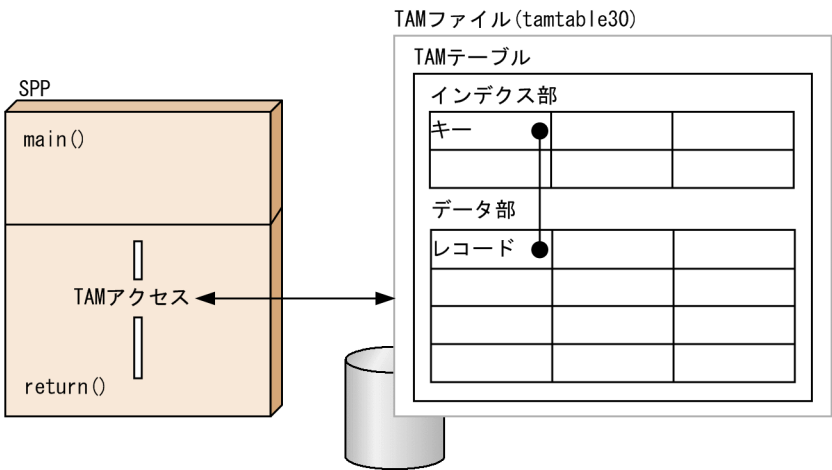 TAMファイル(tamtable30)
TAMテーブル
SPP
インデクス部
main()
キー
データ部
レコード
TAMアクセス
return()